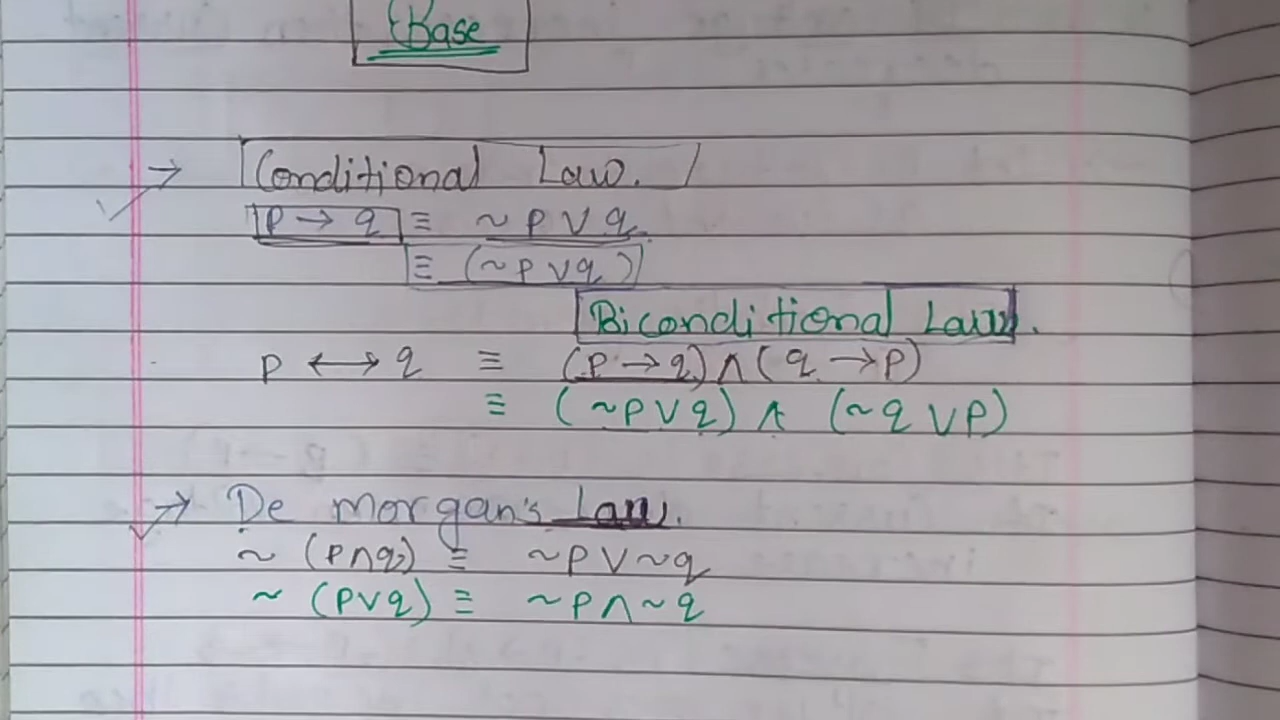 Base
→ Conditional Law.
p → q ≡ ~ p ∨ q.
≡ (~ p ∨ q)
Biconditional Law.
p ↔ q ≡ (p → q) ∧ (q → p)
≡ (~p ∨ q) ∧ (~q ∨ p)
→ De morgan's Law.
~ (p ∧ q) ≡ ~p ∨ ~q
~ (p ∨ q) ≡ ~p ∧ ~q